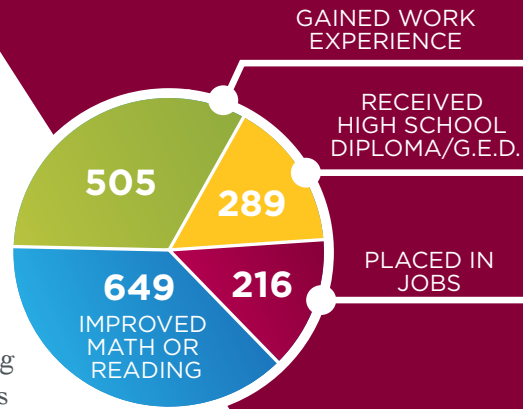 GAINED WORK
EXPERIENCE
RECEIVED
HIGH SCHOOL
DIPLOMA/G.E.D.
505
289
PLACED IN
JOBS
649
216
IMPROVED
MATH OR
READING